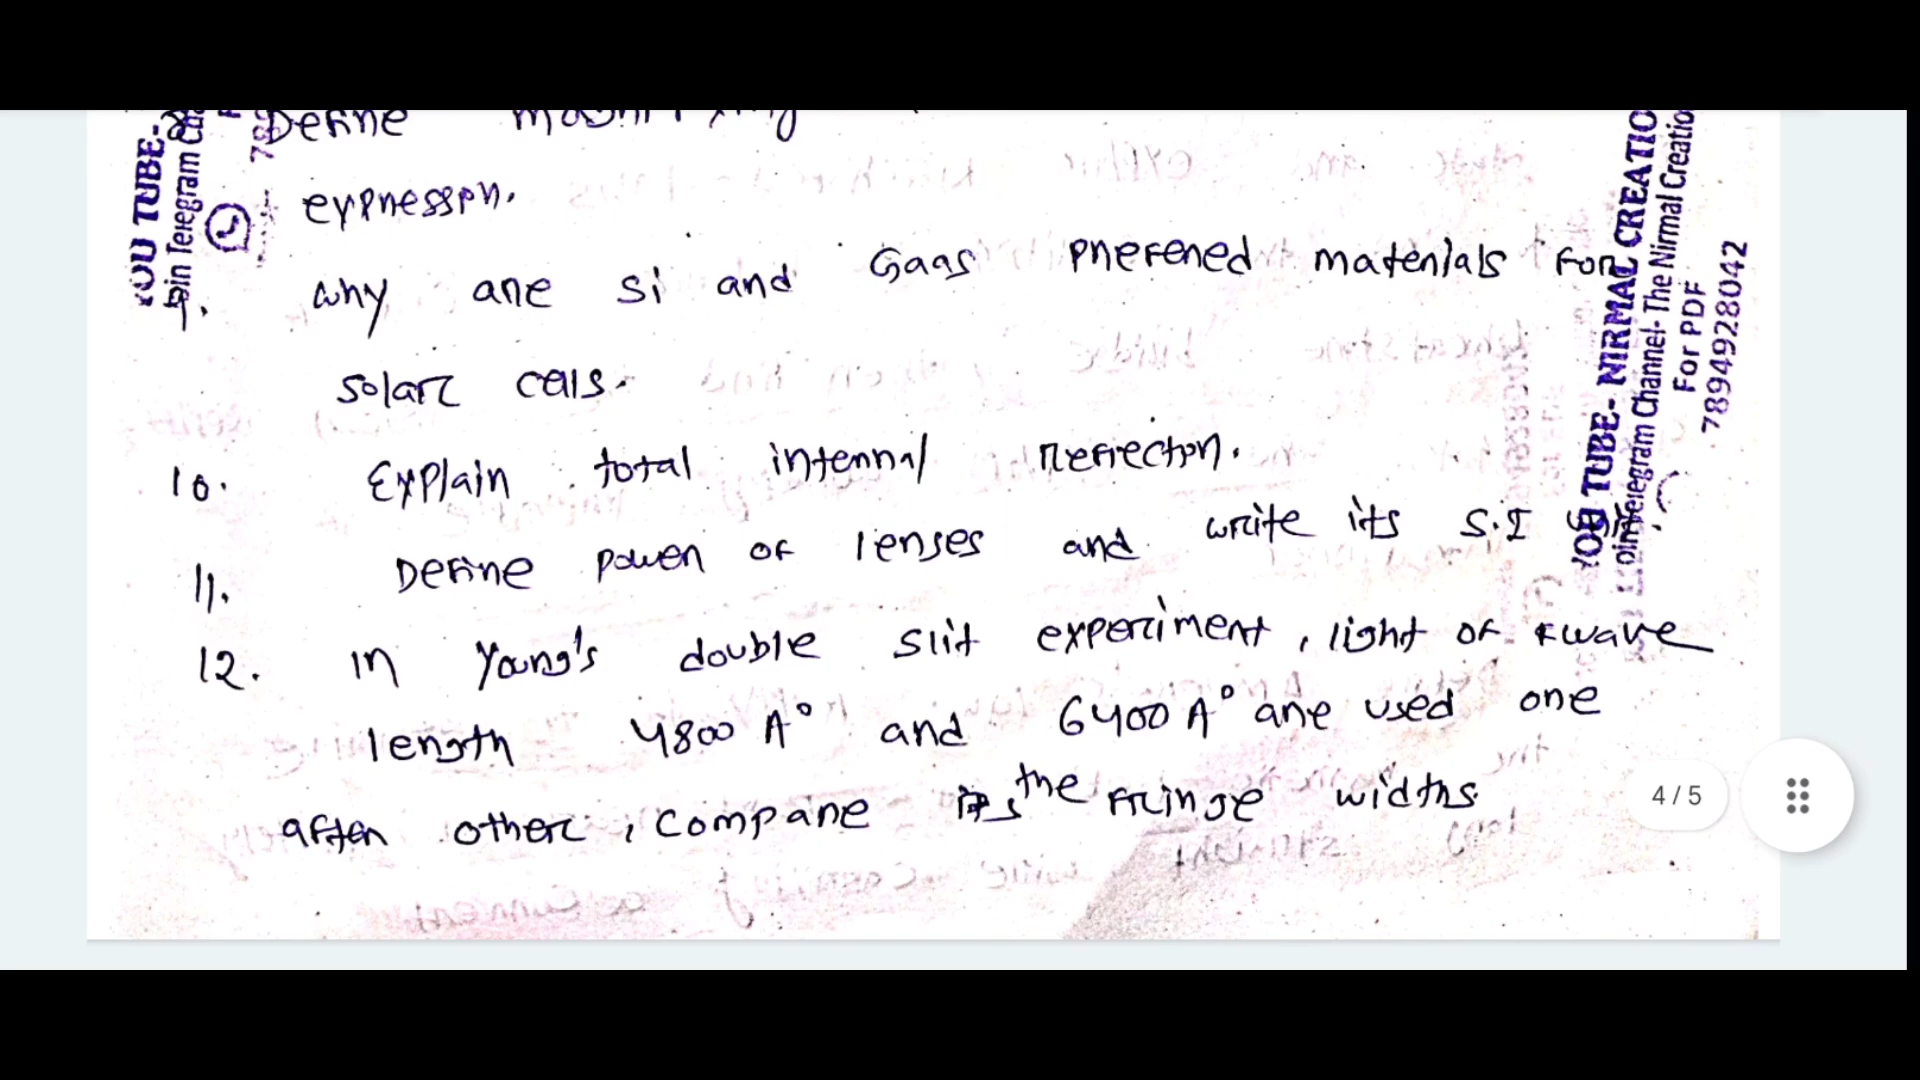 Define
expression.
9. Why are Si and Gaas preferred materials for
solar cells.
10. Explain total internal reflection.
11. Define power of lenses and write its S.I
12. In Young's double slit experiment, light of wave
length 4800 A° and 6400 A° are used one
after other, compare the fringe widths.
YOU TUBE-
YOU TUBE- NIRMAL CREATIO
Telegram Channel- The Nirmal Creatio
For PDF
7894928042
4 / 5